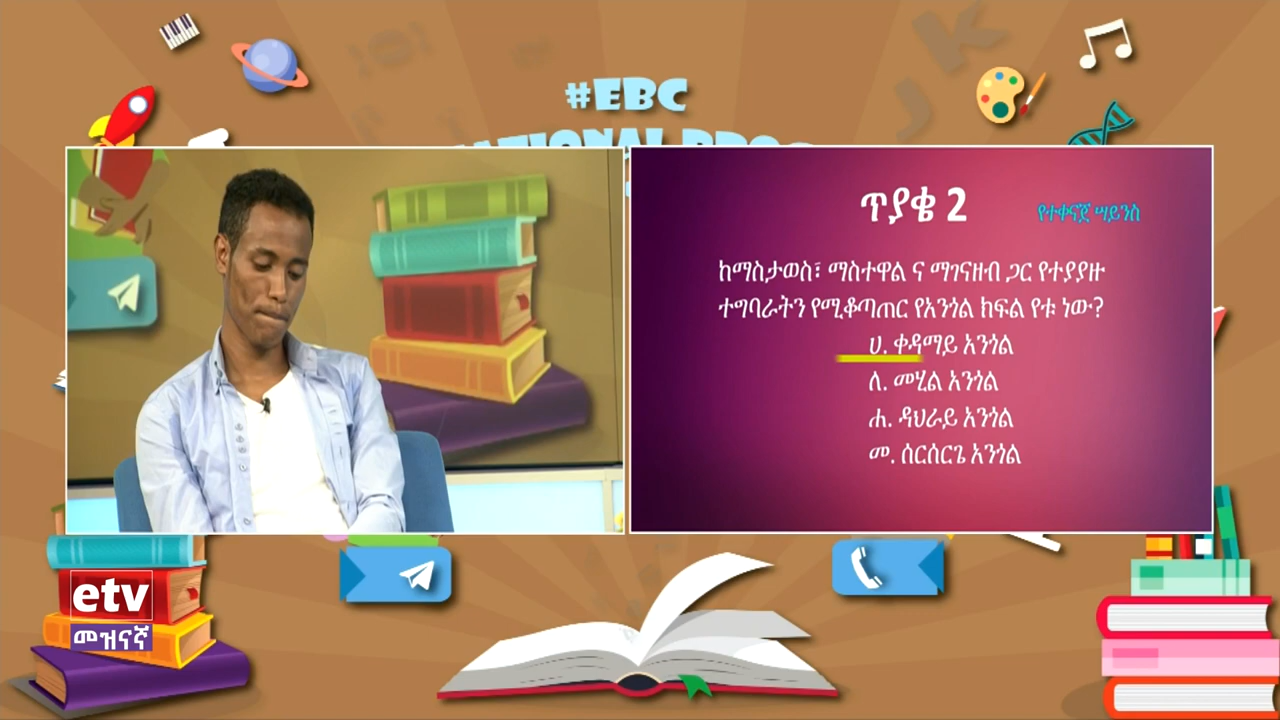 #EBC
ጥያቄ 2
የተቀናጀ ሣይንስ
ከማስታወስ፣ ማስተዋል ና ማገናዘብ ጋር የተያያዙ
ተግባራትን የሚቆጣጠር የአንጎል ክፍል የቱ ነው?
ሀ. ቀዳማይ አንጎል
ለ. መሂል አንጎል
ሐ. ዳህራይ አንጎል
መ. ሰርሰርጌ አንጎል
etv
መዝናኛ